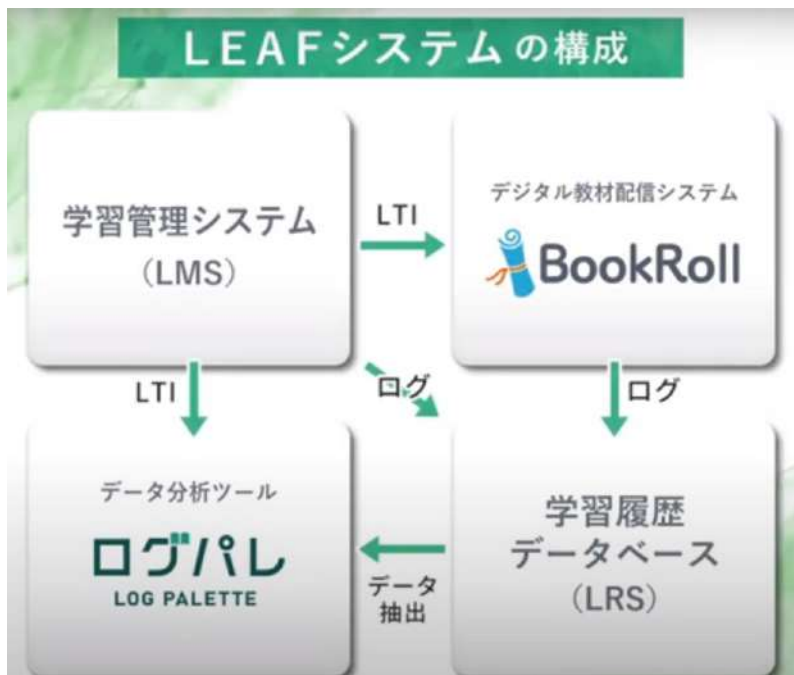 LEAFシステムの構成
学習管理システム
(LMS)
LTI
デジタル教材配信システム
BookRoll
LTI
ログ
ログ
データ分析ツール
ログパレ
LOG PALETTE
データ
抽出
学習履歴
データベース
(LRS)